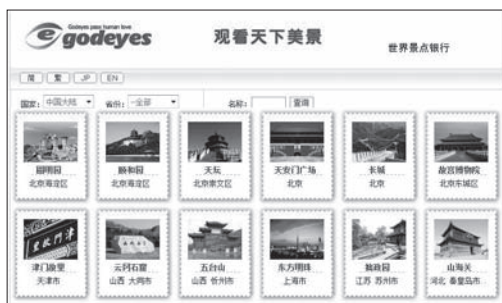 Godeyes pass human love
godeyes
观看天下美景
世界景点银行
简 繁 JP EN
国家: 中国大陆 省份: -全部 名称: 查询
圆明园 颐和园 天坛 天安门广场 长城 故宫博物院
北京海淀区 北京海淀区 北京崇文区 北京 北京 北京东城区
津门故里 云冈石窟 五台山 东方明珠 拙政园 山海关
天津市 山西 大同市 山西 忻州市 上海市 江苏 苏州市 河北 秦皇岛市